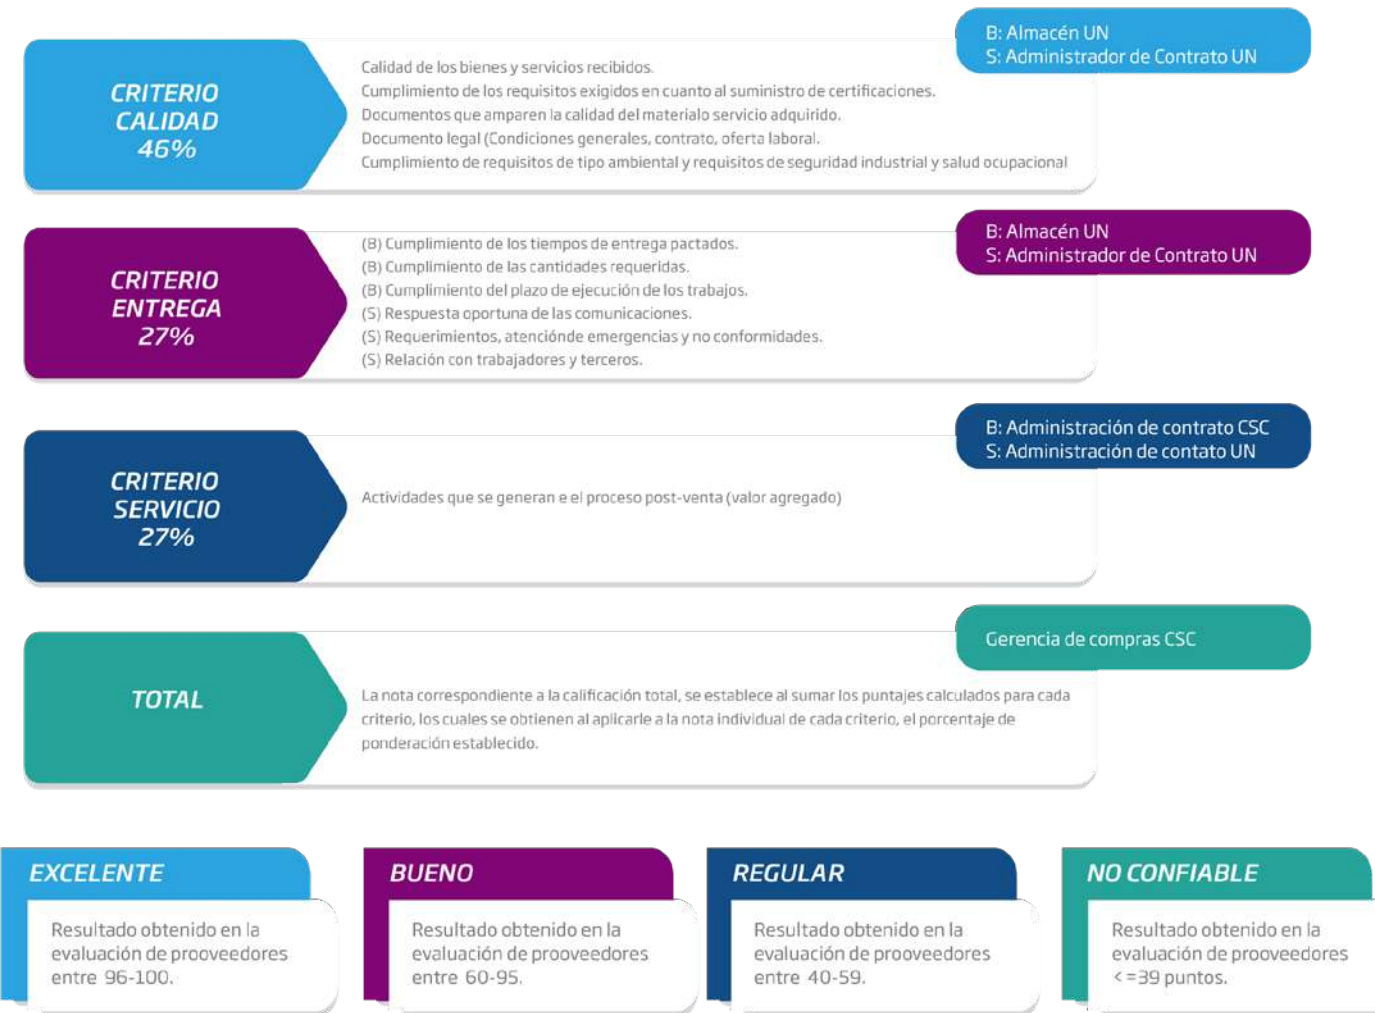 B: Almacén UN
S: Administrador de Contrato UN
CRITERIO
CALIDAD
46%
Calidad de los bienes y servicios recibidos.
Cumplimiento de los requisitos exigidos en cuanto al suministro de certificaciones.
Documentos que amparen la calidad del materialo servicio adquirido.
Documento legal (Condiciones generales, contrato, oferta laboral.
Cumplimiento de requisitos de tipo ambiental y requisitos de seguridad industrial y salud ocupacional
B: Almacén UN
S: Administrador de Contrato UN
CRITERIO
ENTREGA
27%
(B) Cumplimiento de los tiempos de entrega pactados.
(B) Cumplimiento de las cantidades requeridas.
(B) Cumplimiento del plazo de ejecución de los trabajos.
(S) Respuesta oportuna de las comunicaciones.
(S) Requerimientos, atenciónde emergencias y no conformidades.
(S) Relación con trabajadores y terceros.
B: Administración de contrato CSC
S: Administración de contato UN
CRITERIO
SERVICIO
27%
Actividades que se generan e el proceso post-venta (valor agregado)
Gerencia de compras CSC
TOTAL
La nota correspondiente a la calificación total, se establece al sumar los puntajes calculados para cada
criterio, los cuales se obtienen al aplicarle a la nota individual de cada criterio, el porcentaje de
ponderación establecido.
EXCELENTE
Resultado obtenido en la
evaluación de prooveedores
entre 96-100.
BUENO
Resultado obtenido en la
evaluación de prooveedores
entre 60-95.
REGULAR
Resultado obtenido en la
evaluación de prooveedores
entre 40-59.
NO CONFIABLE
Resultado obtenido en la
evaluación de prooveedores
<=39 puntos.